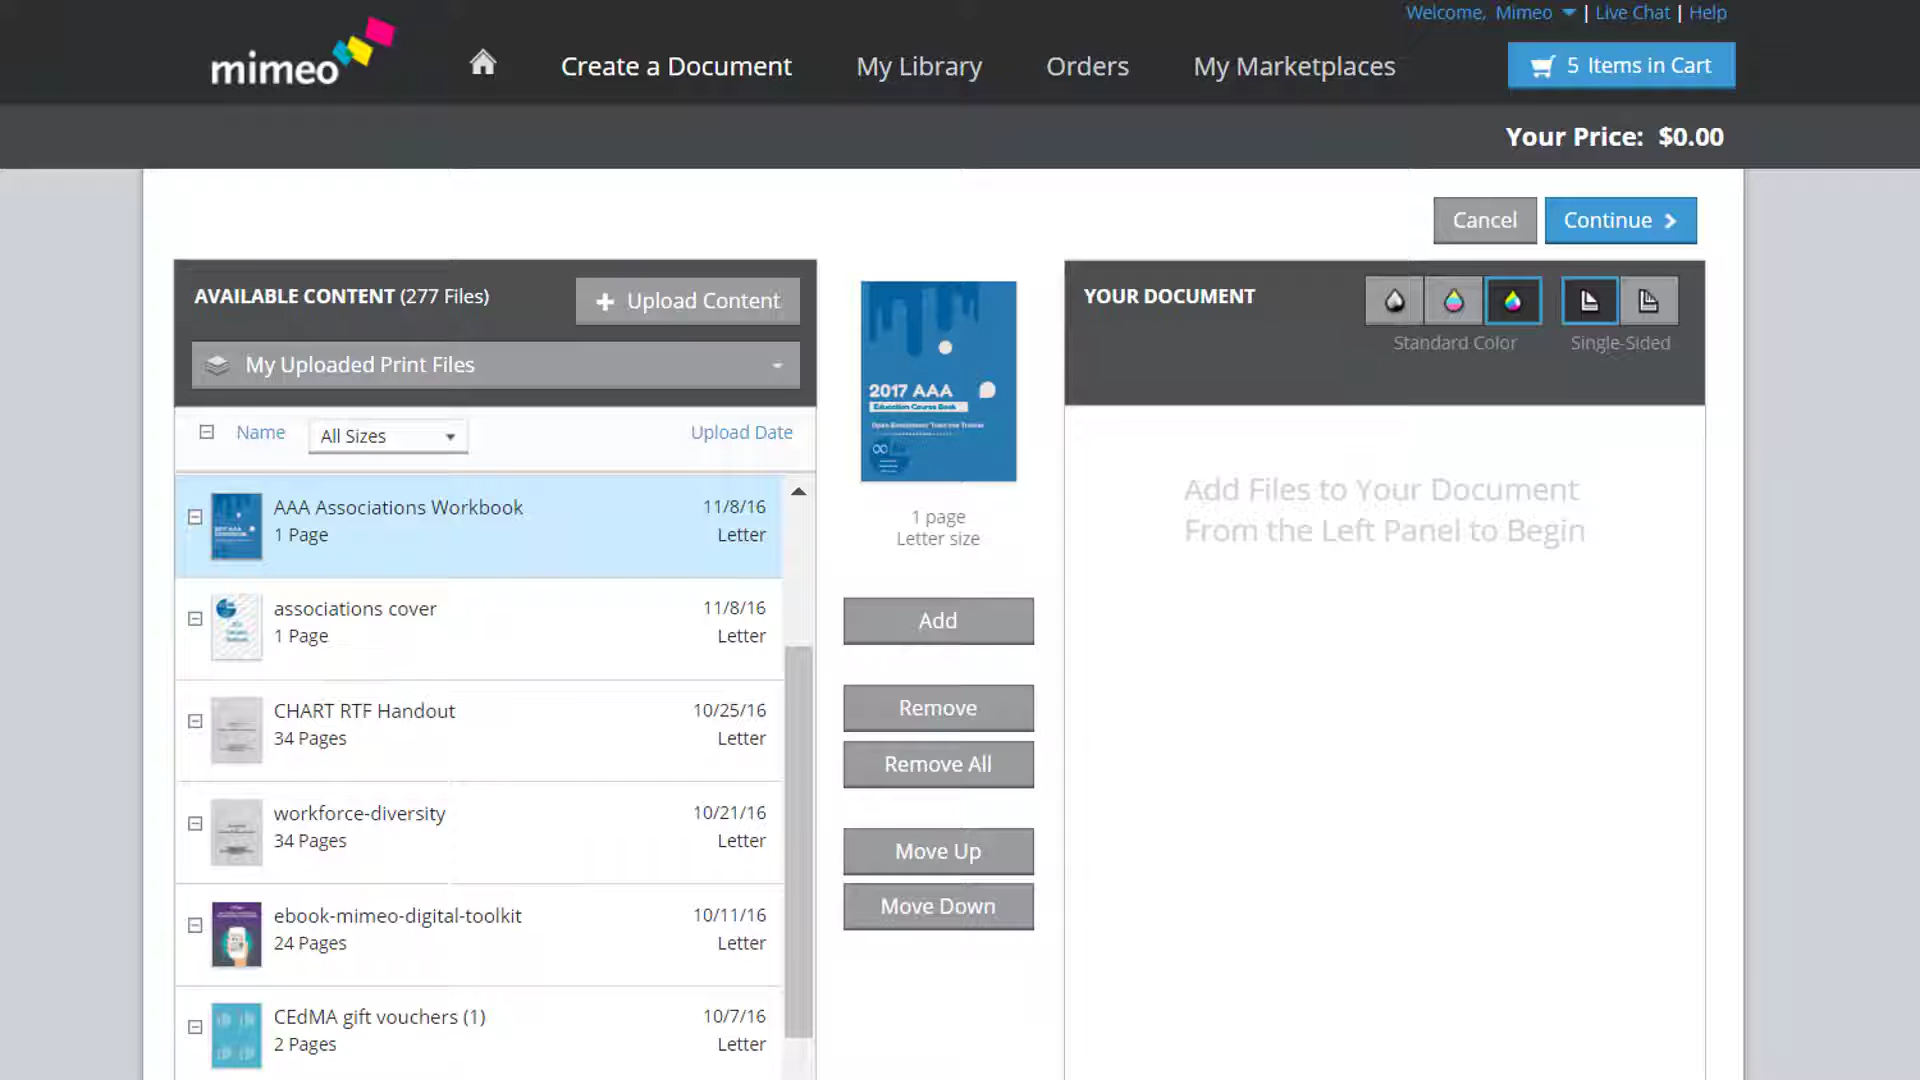 Welcome, Mimeo | Live Chat | Help
mimeo
Create a Document
My Library
Orders
My Marketplaces
5 Items in Cart
Your Price: $0.00
Cancel
Continue
AVAILABLE CONTENT (277 Files)
+ Upload Content
My Uploaded Print Files
Name
All Sizes
Upload Date
AAA Associations Workbook
11/8/16
1 Page
Letter
associations cover
11/8/16
1 Page
Letter
CHART RTF Handout
10/25/16
34 Pages
Letter
workforce-diversity
10/21/16
34 Pages
Letter
ebook-mimeo-digital-toolkit
10/11/16
24 Pages
Letter
CEdMA gift vouchers (1)
10/7/16
2 Pages
Letter
2017 AAA
Education Course Book
1 page
Letter size
Add
Remove
Remove All
Move Up
Move Down
YOUR DOCUMENT
Standard Color
Single-Sided
Add Files to Your Document
From the Left Panel to Begin